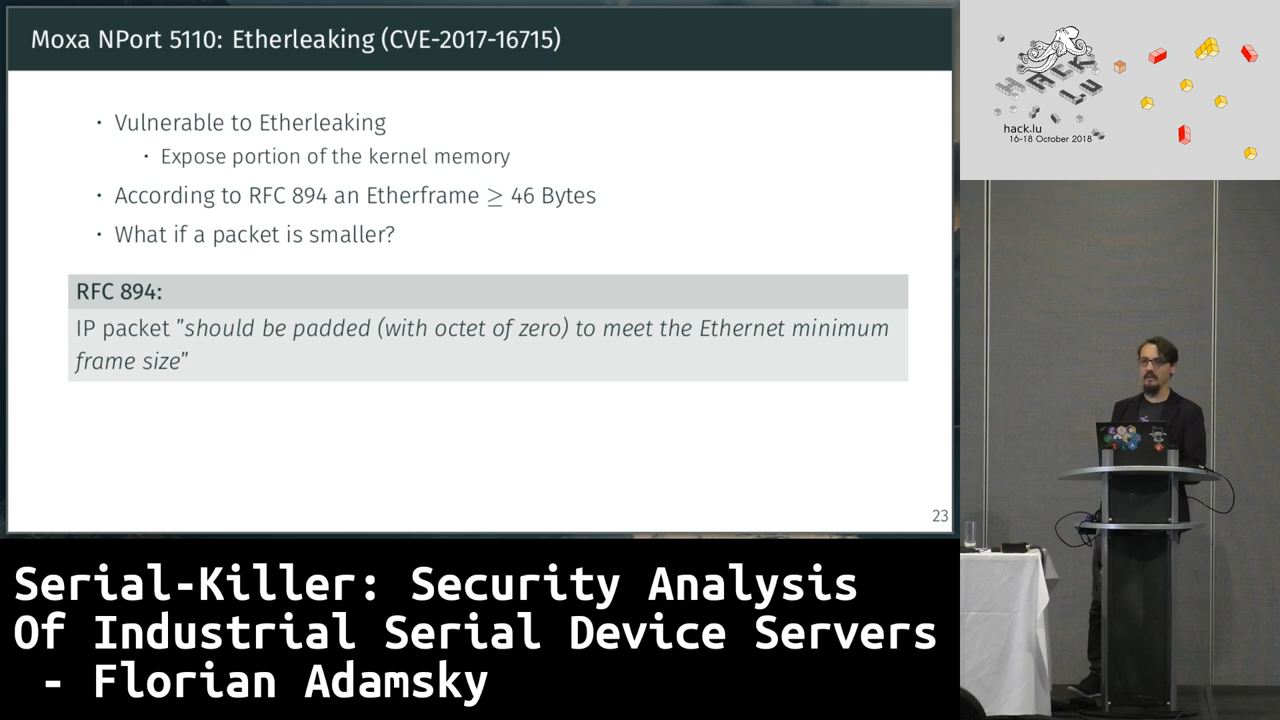 Moxa NPort 5110: Etherleaking (CVE-2017-16715)
• Vulnerable to Etherleaking
• Expose portion of the kernel memory
• According to RFC 894 an Etherframe ≥ 46 Bytes
• What if a packet is smaller?
RFC 894:
IP packet ”should be padded (with octet of zero) to meet the Ethernet minimum
frame size”
23
HACK
LU
hack.lu
16-18 October 2018
Serial-Killer: Security Analysis
Of Industrial Serial Device Servers
- Florian Adamsky